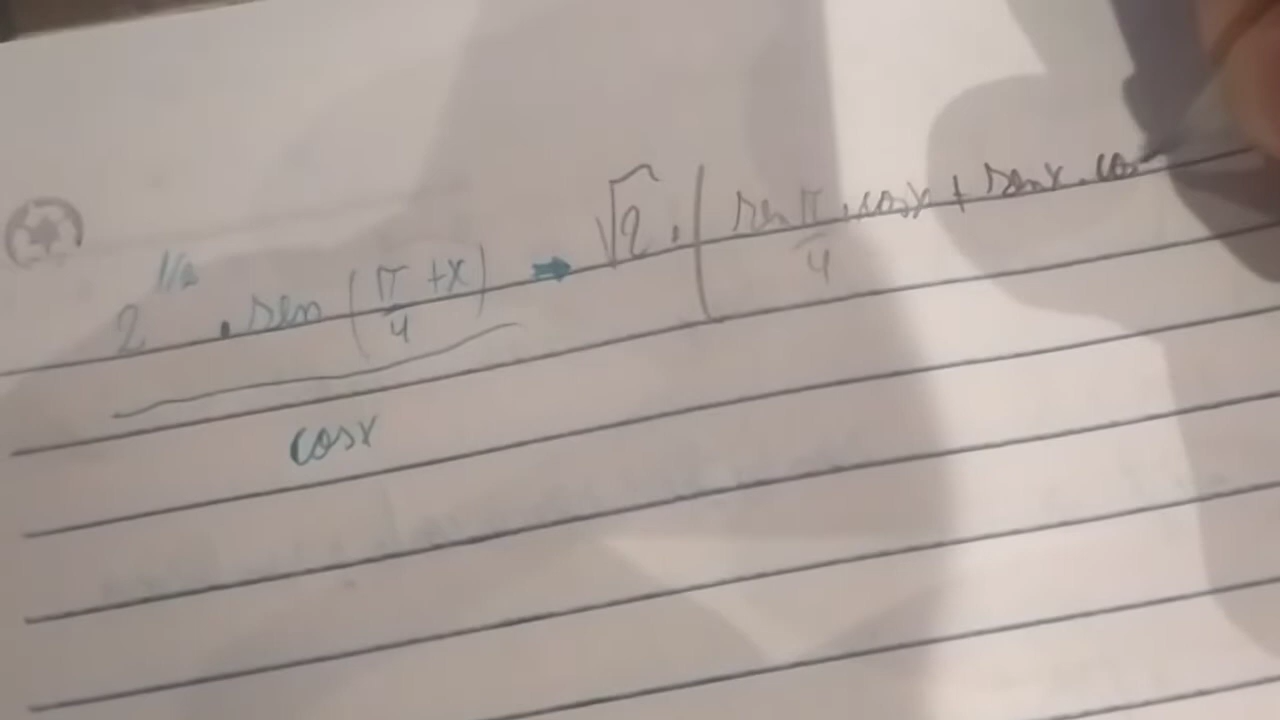 2^{1/2} . sen (π/4 + x) / cosx ➡ √2 . ( sen π/4 . cosx + senx . co